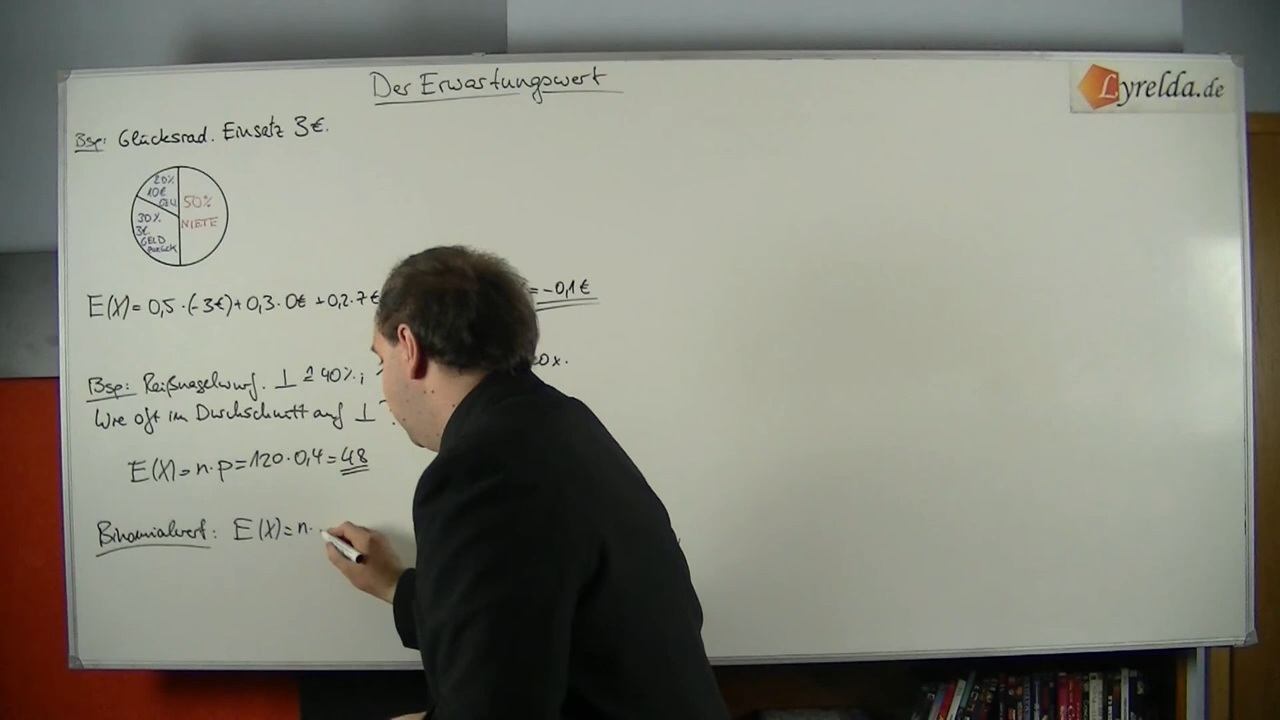 Der Erwartungswert
Lyrelda.de
Bsp: Glücksrad. Einsatz 3€.
20%
10€
50%
NIETE
30%
3€
GELD
ZURÜCK
E(X)=0,5·(-3€)+0,3·0€+0,2·7€
=-0,1€
Bsp: Reißnagelwurf. ⊥ ≙ 40%;
0x.
Wie oft im Durchschnitt auf ⊥
E(X)=n·p=120·0,4=48
Binomialvert: E(X)=n·